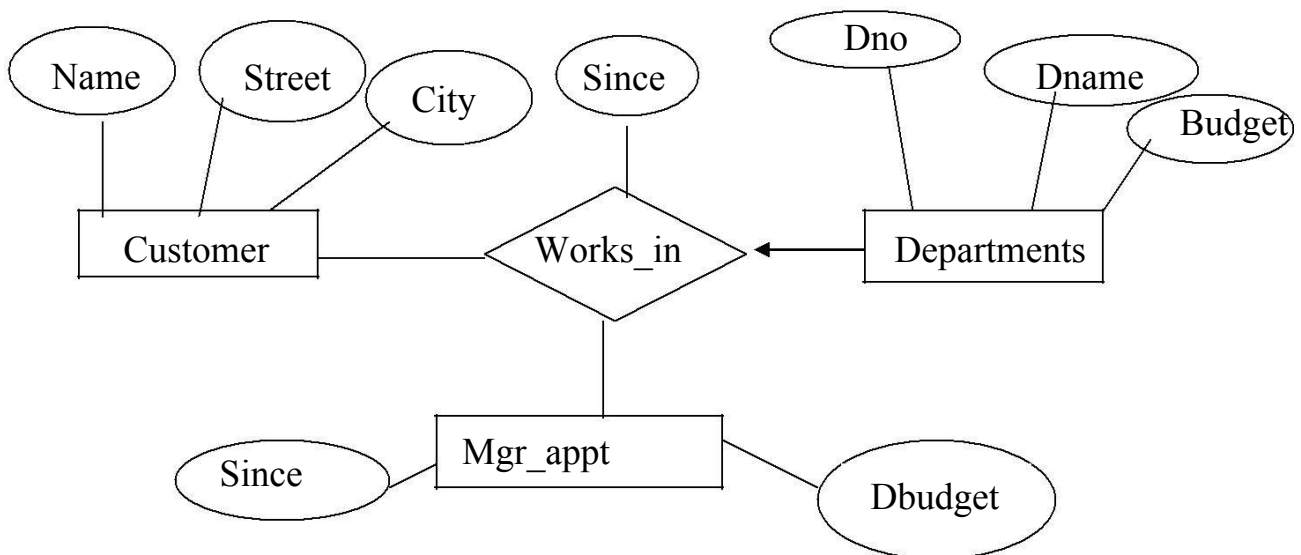 Name
Street
City
Since
Dno
Dname
Budget
Customer
Works_in
Departments
Since
Mgr_appt
Dbudget